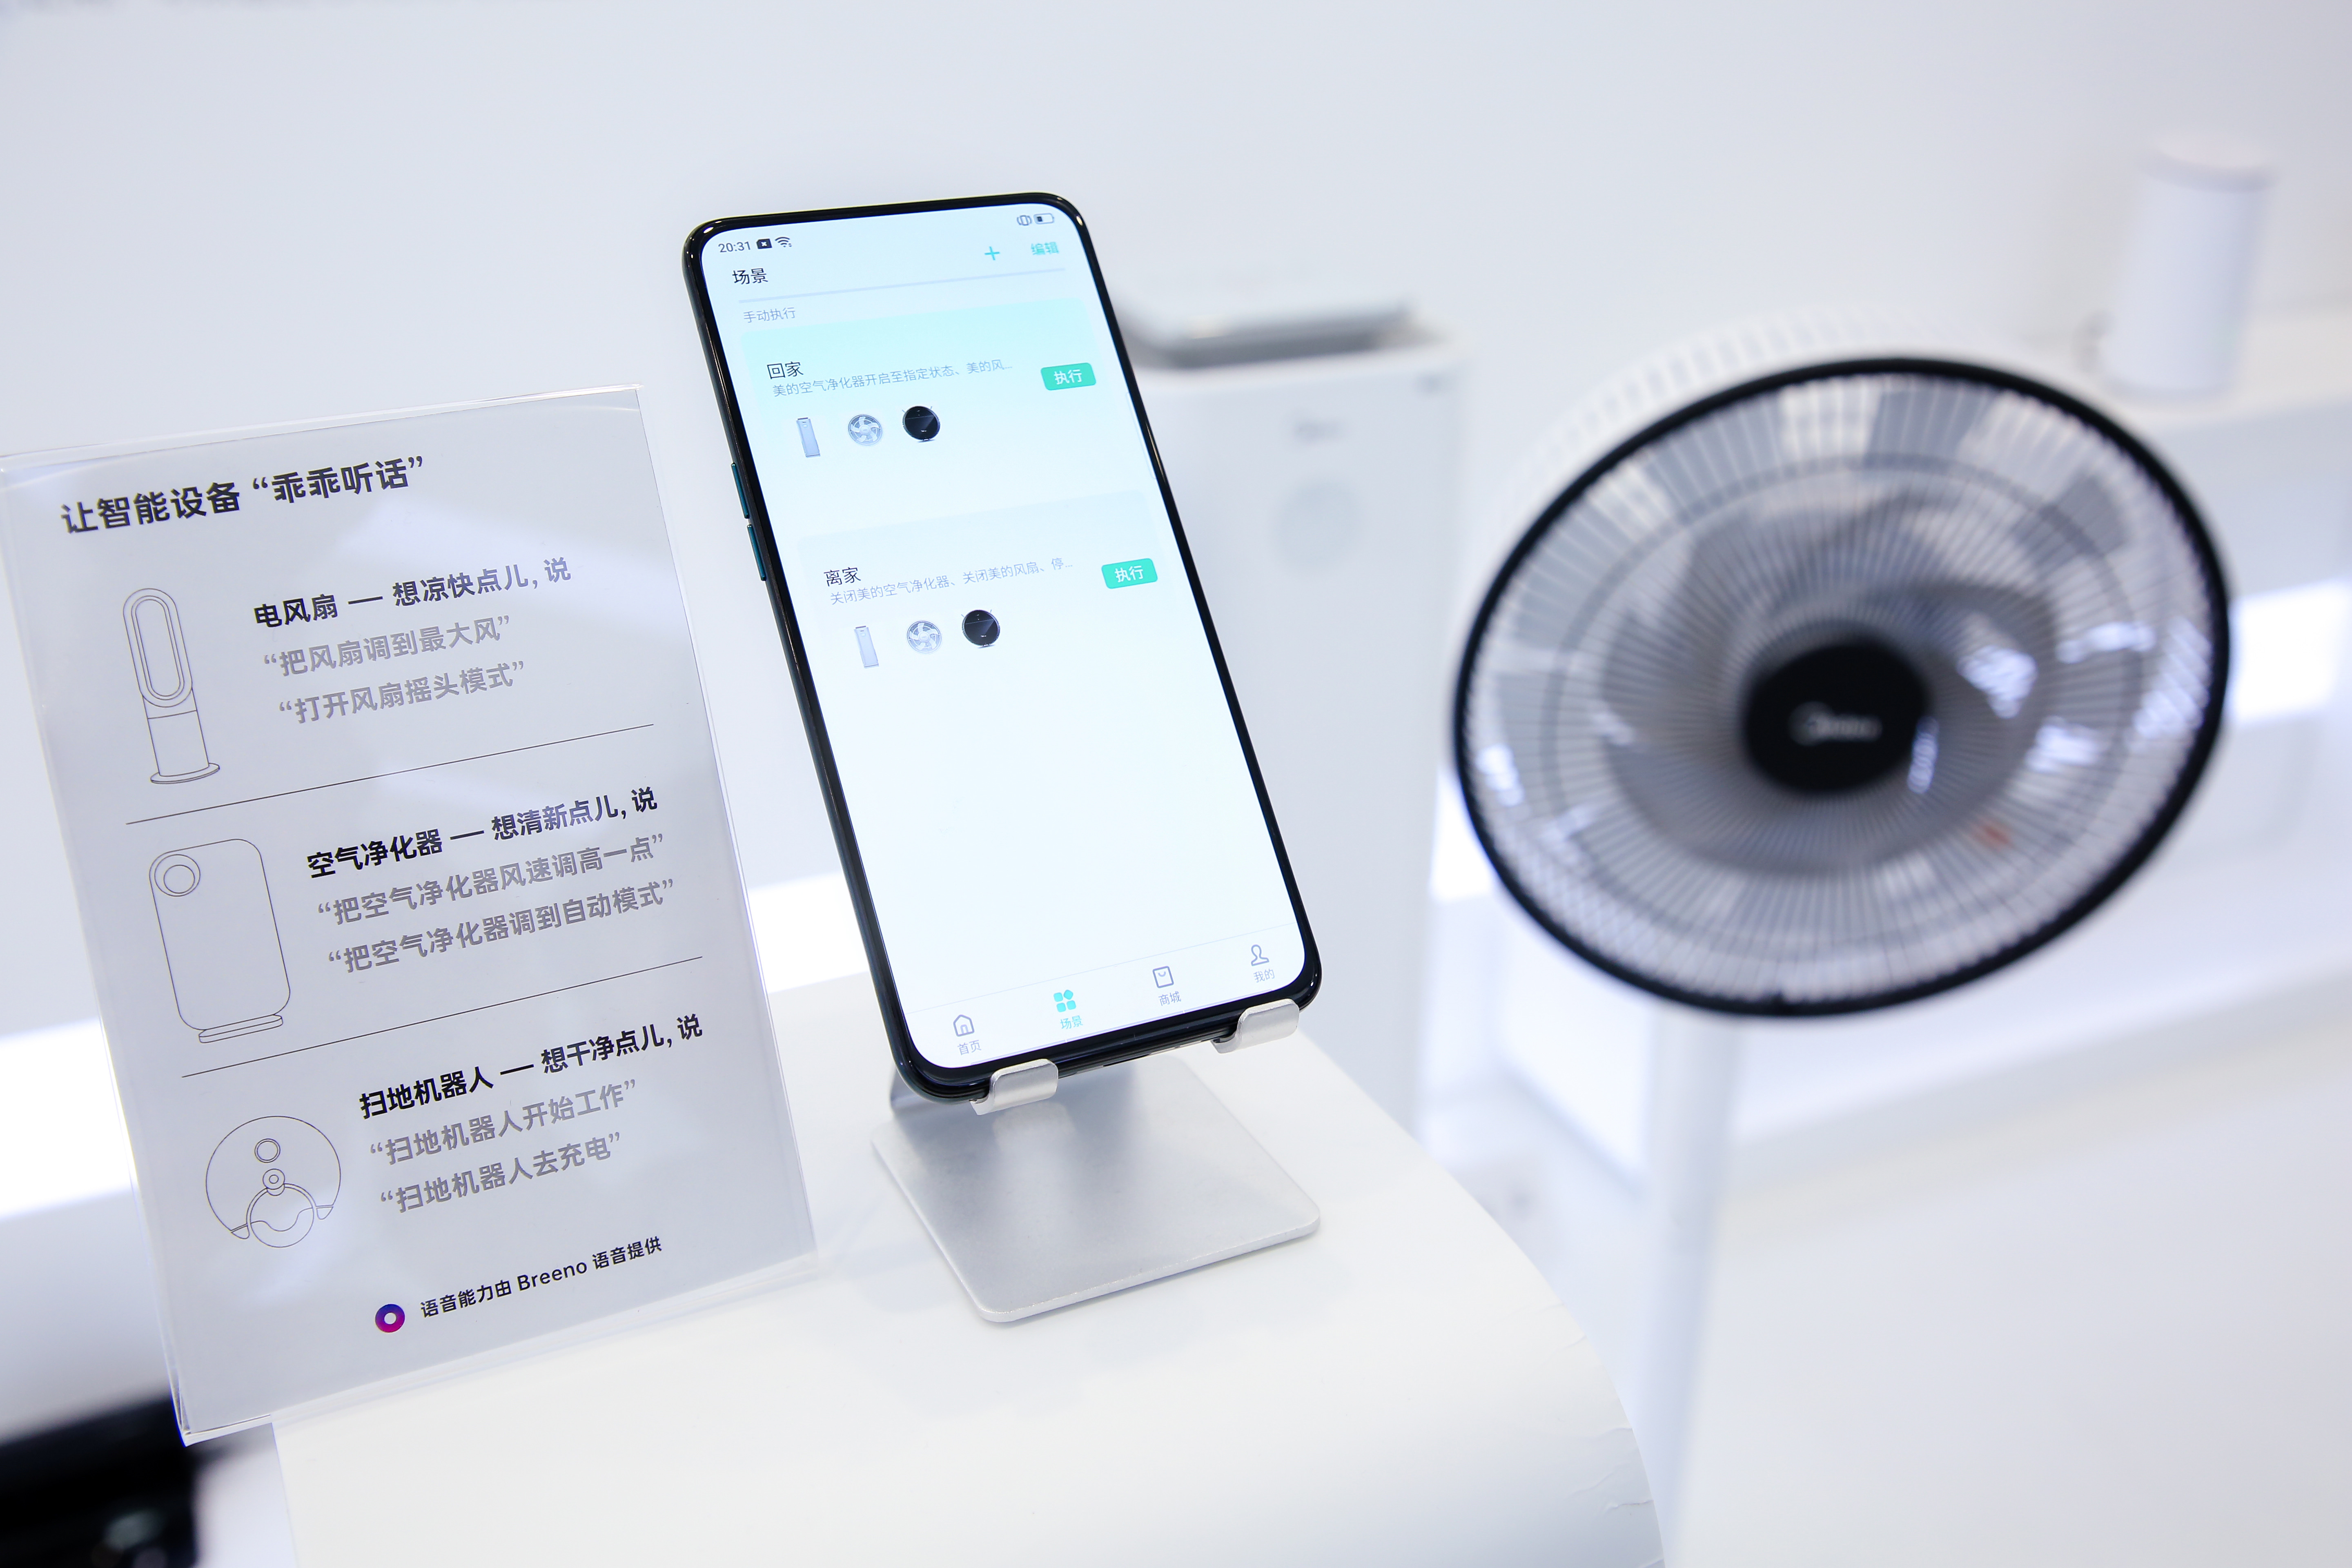 让智能设备“乖乖听话”
电风扇 — 想凉快点儿, 说
“把风扇调到最大风”
“打开风扇摇头模式”
空气净化器 — 想清新点儿, 说
“把空气净化器风速调高一点”
“把空气净化器调到自动模式”
扫地机器人 — 想干净点儿, 说
“扫地机器人开始工作”
“扫地机器人去充电”
语音能力由 Breeno 语音提供
20:31
编辑
场景
手动执行
回家
美的空气净化器开启至指定状态、美的风...
执行
离家
关闭美的空气净化器、关闭美的风扇、停...
执行
首页
场景
商城
我的